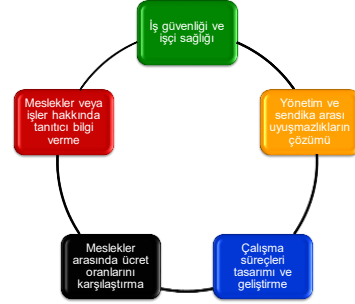 İş güvenliği ve
işçi sağlığı
Yönetim ve
sendika arası
uyuşmazlıkların
çözümü
Çalışma
süreçleri
tasarımı ve
geliştirme
Meslekler
arasında ücret
oranlarını
karşılaştırma
Meslekler veya
işler hakkında
tanıtıcı bilgi
verme